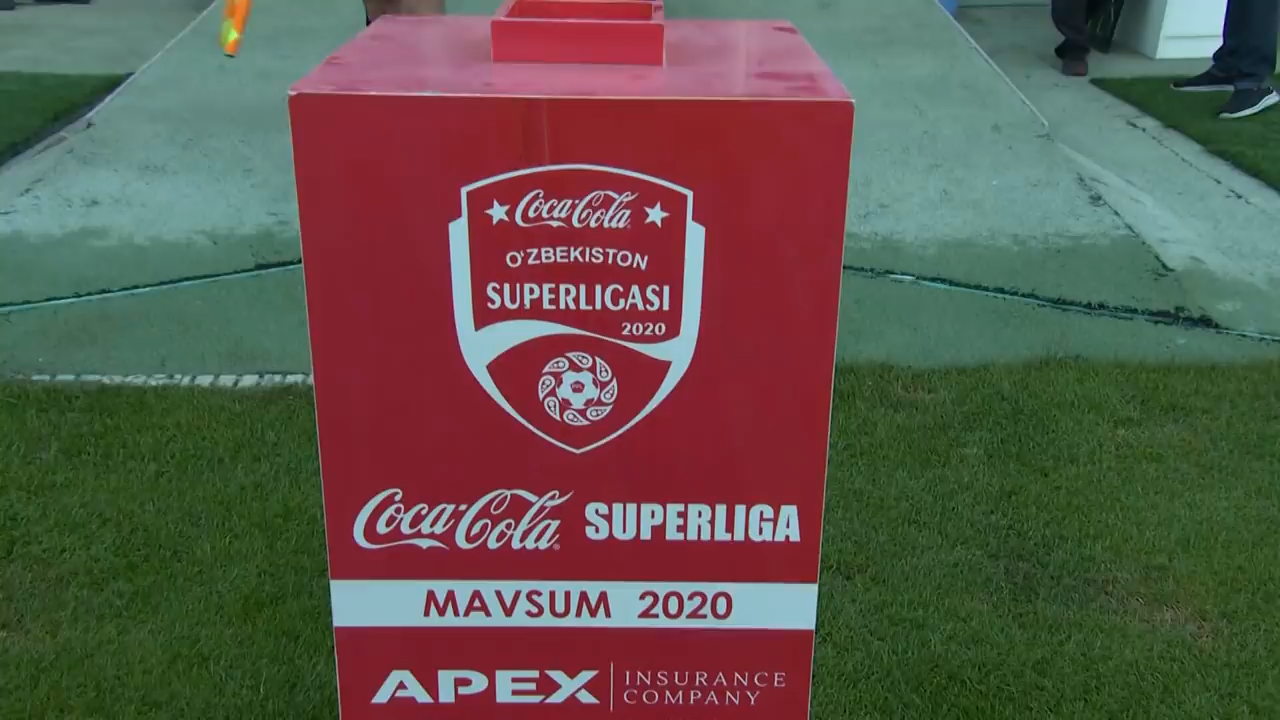 Coca-Cola
O'ZBEKISTON
SUPERLIGASI
2020
Coca-Cola SUPERLIGA
MAVSUM 2020
APEX INSURANCE
COMPANY